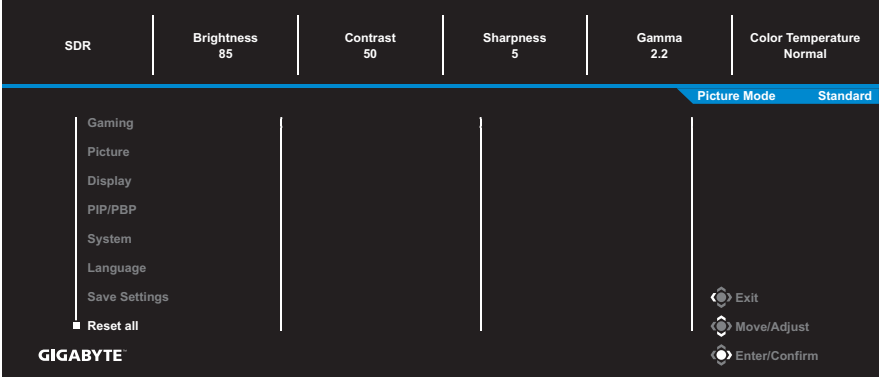 SDR
Brightness
85
Contrast
50
Sharpness
5
Gamma
2.2
Color Temperature
Normal
Picture Mode Standard
Gaming
Picture
Display
PIP/PBP
System
Language
Save Settings
Reset all
Exit
Move/Adjust
Enter/Confirm
GIGABYTE™